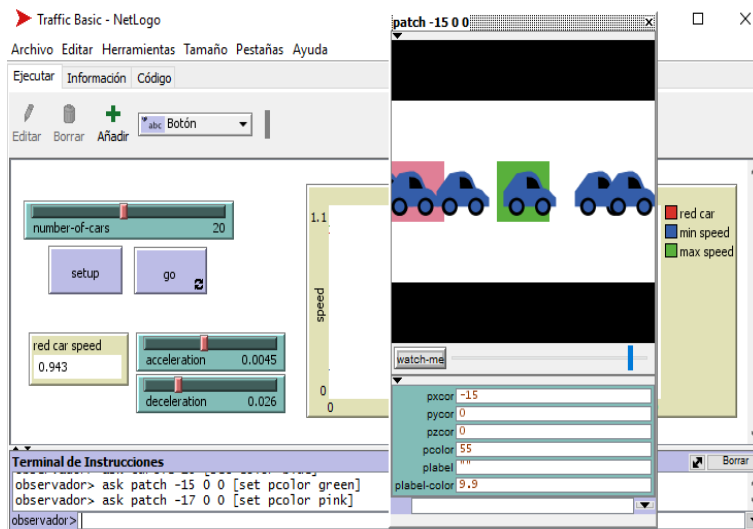 Traffic Basic - NetLogo
Archivo Editar Herramientas Tamaño Pestañas Ayuda
Ejecutar Información Código
Editar Borrar Añadir abc Botón
number-of-cars 20
setup go
red car speed
0.943
acceleration 0.0045
deceleration 0.026
1.1
speed
0
0
red car
min speed
max speed
patch -15 0 0
watch-me
pxcor -15
pycor 0
pzcor 0
pcolor 55
plabel ""
plabel-color 9.9
Terminal de Instrucciones Borrar
observador> ask patch -15 0 0 [set pcolor green]
observador> ask patch -17 0 0 [set pcolor pink]
observador>